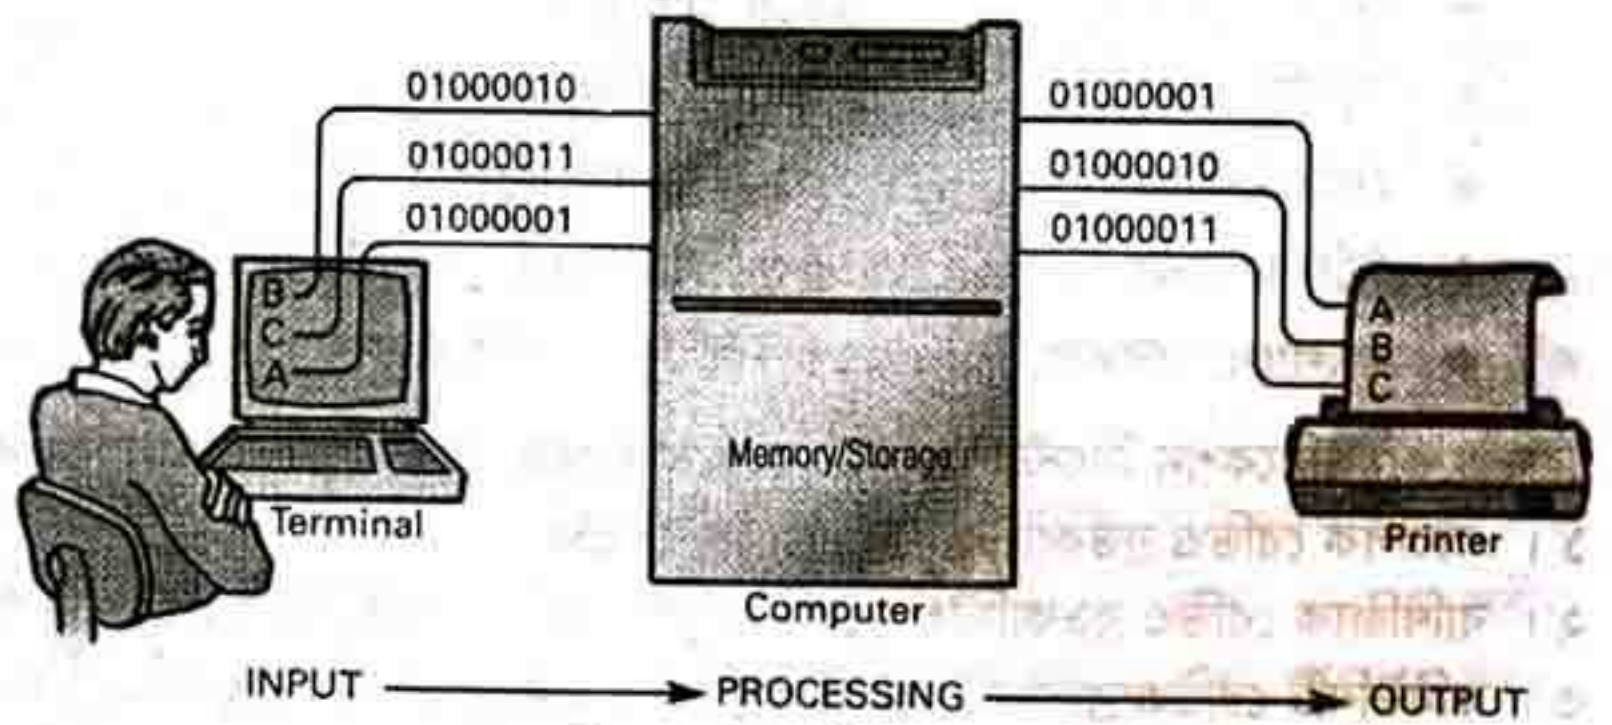 01000010
01000011
01000001
01000001
01000010
01000011
B
C
A
A
B
C
Memory/Storage
Terminal
Computer
Printer
INPUT PROCESSING OUTPUT